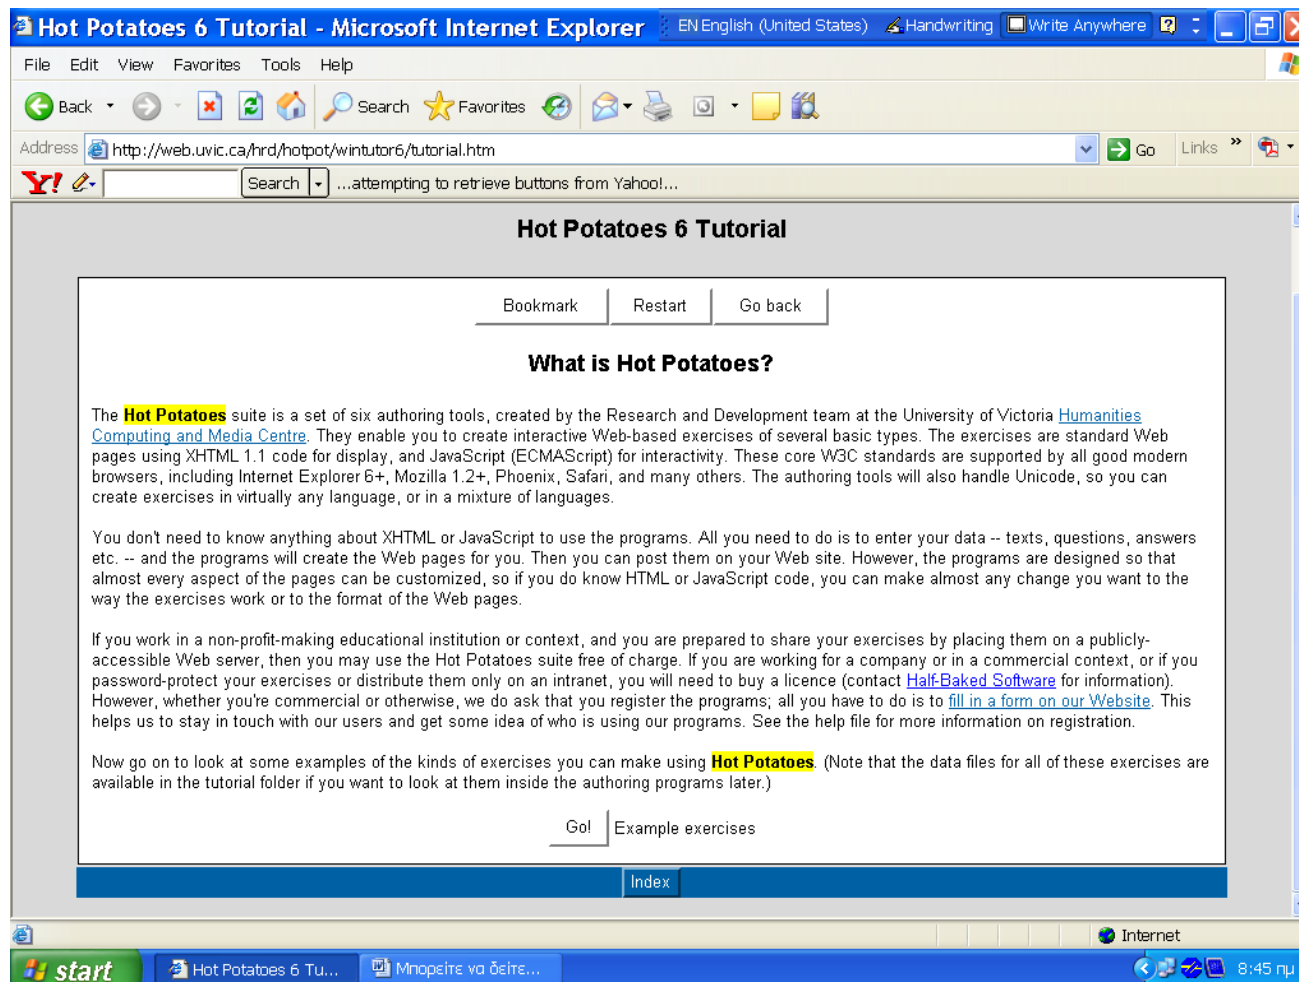 Hot Potatoes 6 Tutorial - Microsoft Internet Explorer
EN English (United States) Handwriting Write Anywhere
File Edit View Favorites Tools Help
Back Search Favorites
Address http://web.uvic.ca/hrd/hotpot/wintutor6/tutorial.htm Go Links »
Y! Search ...attempting to retrieve buttons from Yahoo!...
Hot Potatoes 6 Tutorial
Bookmark Restart Go back
What is Hot Potatoes?
The Hot Potatoes suite is a set of six authoring tools, created by the Research and Development team at the University of Victoria Humanities
Computing and Media Centre. They enable you to create interactive Web-based exercises of several basic types. The exercises are standard Web
pages using XHTML 1.1 code for display, and JavaScript (ECMAScript) for interactivity. These core W3C standards are supported by all good modern
browsers, including Internet Explorer 6+, Mozilla 1.2+, Phoenix, Safari, and many others. The authoring tools will also handle Unicode, so you can
create exercises in virtually any language, or in a mixture of languages.
You don't need to know anything about XHTML or JavaScript to use the programs. All you need to do is to enter your data -- texts, questions, answers
etc. -- and the programs will create the Web pages for you. Then you can post them on your Web site. However, the programs are designed so that
almost every aspect of the pages can be customized, so if you do know HTML or JavaScript code, you can make almost any change you want to the
way the exercises work or to the format of the Web pages.
If you work in a non-profit-making educational institution or context, and you are prepared to share your exercises by placing them on a publicly-
accessible Web server, then you may use the Hot Potatoes suite free of charge. If you are working for a company or in a commercial context, or if you
password-protect your exercises or distribute them only on an intranet, you will need to buy a licence (contact Half-Baked Software for information).
However, whether you're commercial or otherwise, we do ask that you register the programs; all you have to do is to fill in a form on our Website. This
helps us to stay in touch with our users and get some idea of who is using our programs. See the help file for more information on registration.
Now go on to look at some examples of the kinds of exercises you can make using Hot Potatoes. (Note that the data files for all of these exercises are
available in the tutorial folder if you want to look at them inside the authoring programs later.)
Go! Example exercises
Index
Internet
start Hot Potatoes 6 Tu... Μπορείτε να δείτε... 8:45 πμ